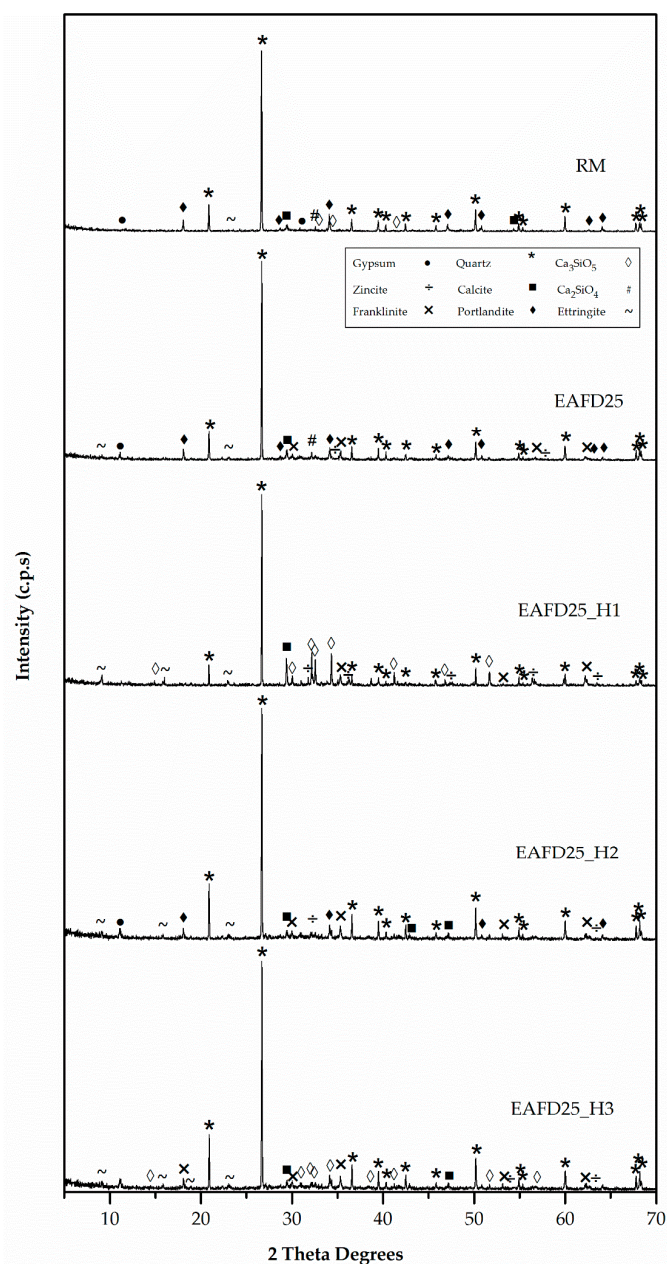 RM
Gypsum ● Quartz * Ca₃SiO₅ ◊
Zincite ÷ Calcite ■ Ca₂SiO₄ #
Franklinite × Portlandite ♦ Ettringite ~
EAFD25
EAFD25_H1
EAFD25_H2
EAFD25_H3
Intensity (c.p.s)
10 20 30 40 50 60 70
2 Theta Degrees